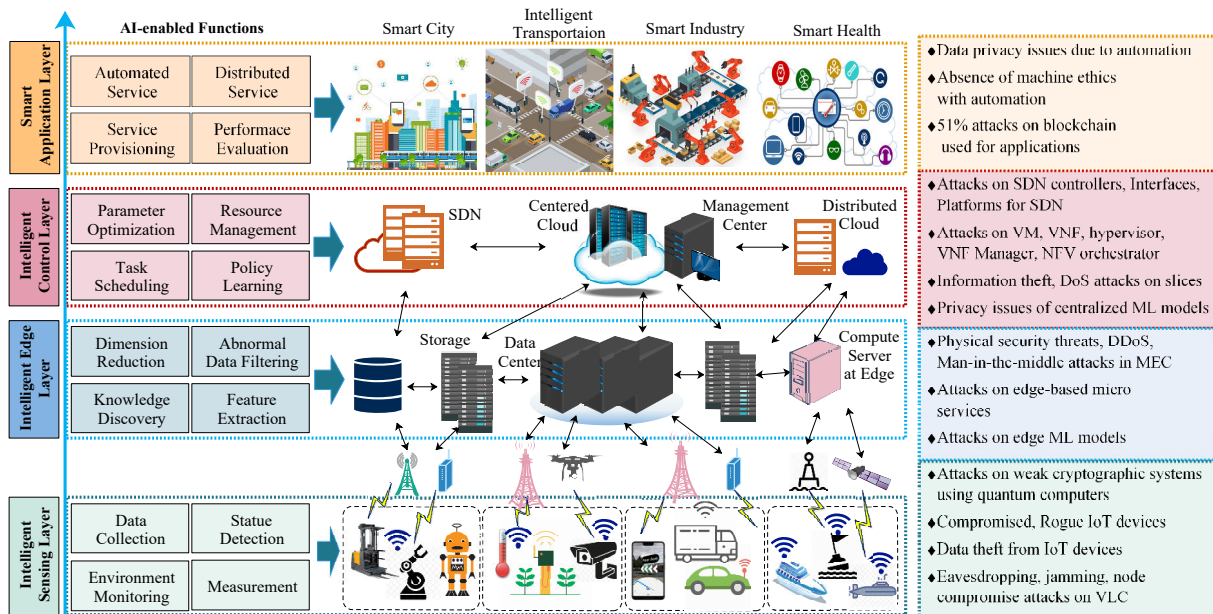 AI-enabled Functions
Smart City
Intelligent
Transportaion
Smart Industry
Smart Health
Smart
Application Layer
Automated
Service
Distributed
Service
Service
Provisioning
Performace
Evaluation
♦Data privacy issues due to automation
♦Absence of machine ethics
with automation
♦51% attacks on blockchain
used for applications
Intelligent
Control Layer
Parameter
Optimization
Resource
Management
Task
Scheduling
Policy
Learning
SDN
Centered
Cloud
Management
Center
Distributed
Cloud
♦Attacks on SDN controllers, Interfaces,
Platforms for SDN
♦Attacks on VM, VNF, hypervisor,
VNF Manager, NFV orchestrator
♦Information theft, DoS attacks on slices
♦Privacy issues of centralized ML models
Intelligent Edge
Layer
Dimension
Reduction
Abnormal
Data Filtering
Knowledge
Discovery
Feature
Extraction
Storage
Data
Center
Compute
Server
at Edge
♦Physical security threats, DDoS,
Man-in-the-middle attacks in MEC
♦Attacks on edge-based micro
services
♦Attacks on edge ML models
Intelligent
Sensing Layer
Data
Collection
Statue
Detection
Environment
Monitoring
Measurement
♦Attacks on weak cryptographic systems
using quantum computers
♦Compromised, Rogue IoT devices
♦Data theft from IoT devices
♦Eavesdropping, jamming, node
compromise attacks on VLC